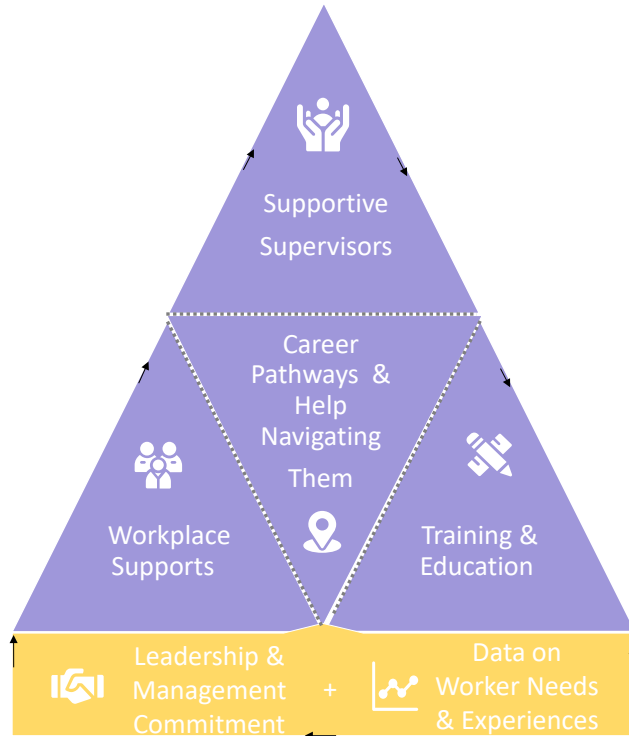 Supportive
Supervisors
Career
Pathways &
Help
Navigating
Them
Workplace
Supports
Training &
Education
Leadership &
Management
Commitment
+
Data on
Worker Needs
& Experiences